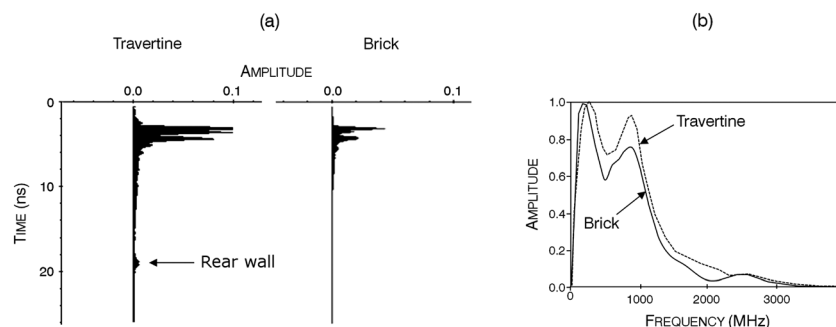 (a)
(b)
Travertine
Brick
AMPLITUDE
0.0
0.1
0.0
0.1
0
10
20
TIME (ns)
Rear wall
1.0
0.8
0.6
0.4
0.2
0.0
AMPLITUDE
Travertine
Brick
0
1000
2000
3000
FREQUENCY (MHz)